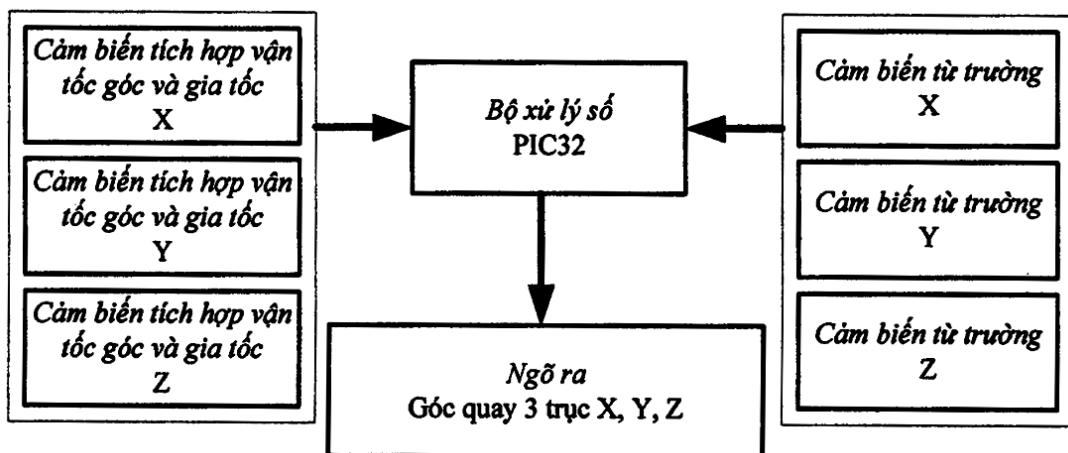 Cảm biến tích hợp vận
tốc góc và gia tốc
X
Cảm biến tích hợp vận
tốc góc và gia tốc
Y
Cảm biến tích hợp vận
tốc góc và gia tốc
Z
Bộ xử lý số
PIC32
Ngõ ra
Góc quay 3 trục X, Y, Z
Cảm biến từ trường
X
Cảm biến từ trường
Y
Cảm biến từ trường
Z